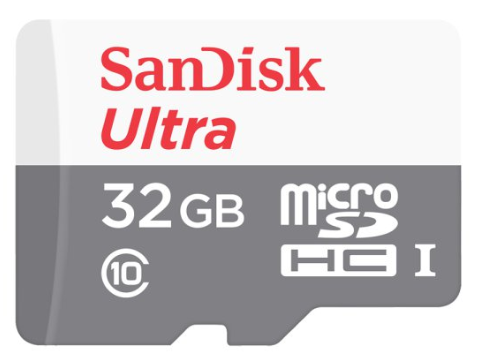 SanDisk
Ultra
32GB
micro
SD
HC I
10